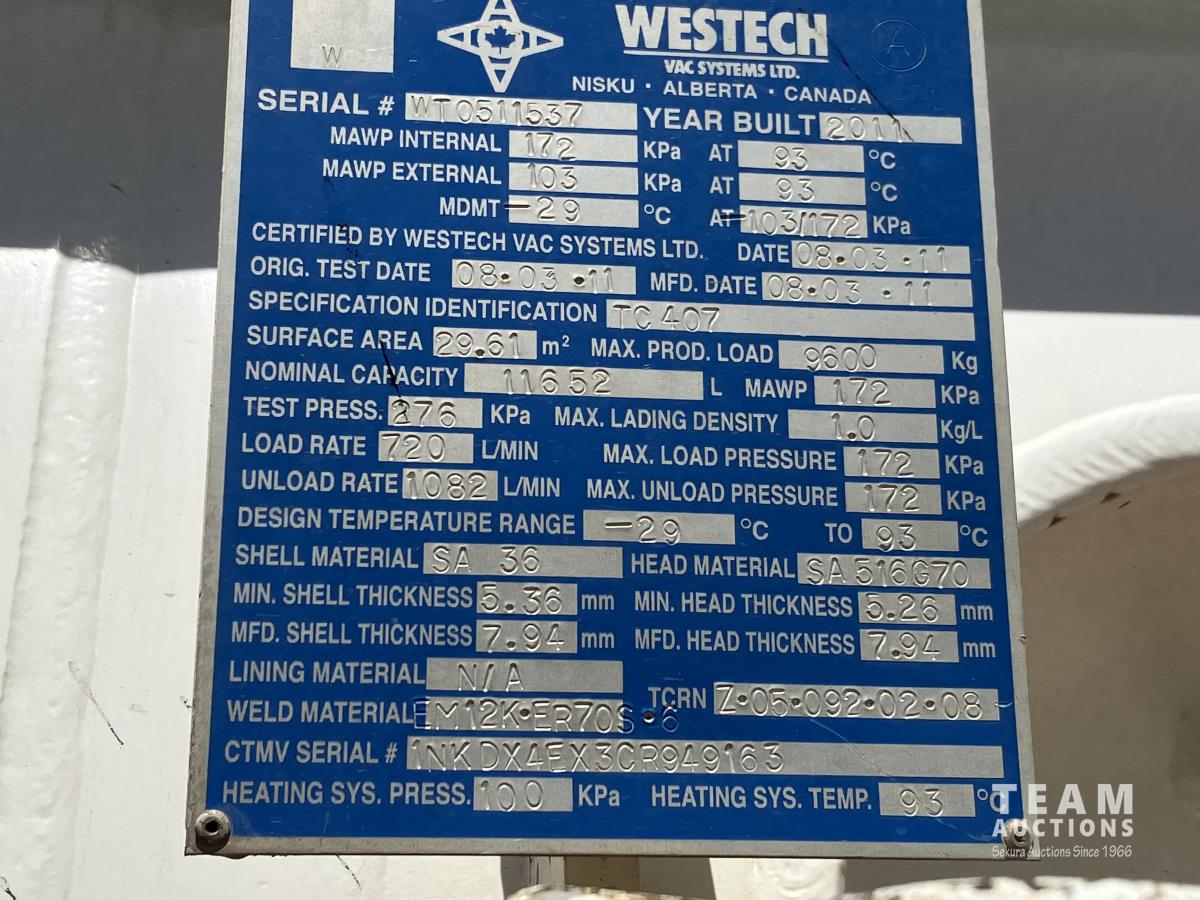 W
WESTECH
VAC SYSTEMS LTD.
A
NISKU · ALBERTA · CANADA
SERIAL # WT0511537 YEAR BUILT 2011
MAWP INTERNAL 172 KPa AT 93 °C
MAWP EXTERNAL 103 KPa AT 93 °C
MDMT -29 °C AT -103/172 KPa
CERTIFIED BY WESTECH VAC SYSTEMS LTD. DATE 08·03·11
ORIG. TEST DATE 08·03·11 MFD. DATE 08·03·11
SPECIFICATION IDENTIFICATION TC 407
SURFACE AREA 29.61 m² MAX. PROD. LOAD 9600 Kg
NOMINAL CAPACITY 11652 L MAWP 172 KPa
TEST PRESS. 276 KPa MAX. LADING DENSITY 1.0 Kg/L
LOAD RATE 720 L/MIN MAX. LOAD PRESSURE 172 KPa
UNLOAD RATE 1082 L/MIN MAX. UNLOAD PRESSURE 172 KPa
DESIGN TEMPERATURE RANGE -29 °C TO 93 °C
SHELL MATERIAL SA 36 HEAD MATERIAL SA 516G70
MIN. SHELL THICKNESS 5.36 mm MIN. HEAD THICKNESS 5.26 mm
MFD. SHELL THICKNESS 7.94 mm MFD. HEAD THICKNESS 7.94 mm
LINING MATERIAL N/A
WELD MATERIAL EM12K·ER70S·6 TCRN Z·05·092·02·08
CTMV SERIAL # 1NKDX4EX3CR949163
HEATING SYS. PRESS. 100 KPa HEATING SYS. TEMP. 93 °C
TEAM
AUCTIONS
Sekura Auctions Since 1966